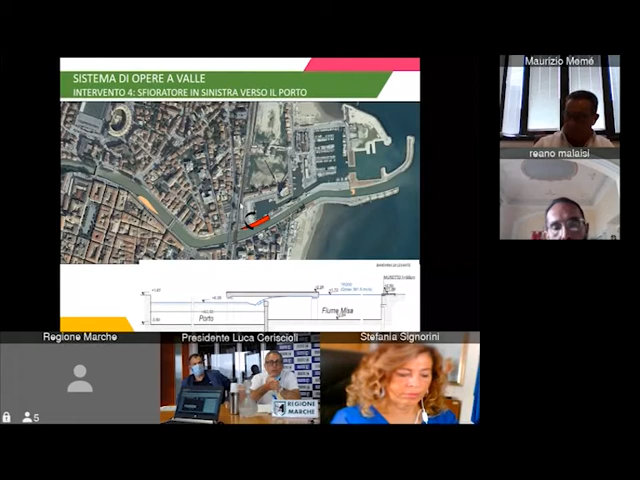 SISTEMA DI OPERE A VALLE
INTERVENTO 4: SFIORATORE IN SINISTRA VERSO IL PORTO
Porto
Fiume Misa
Maurizio Memé
reano malaisi
Regione Marche
Presidente Luca Ceriscioli
Stefania Signorini
5
REGIONE
MARCHE